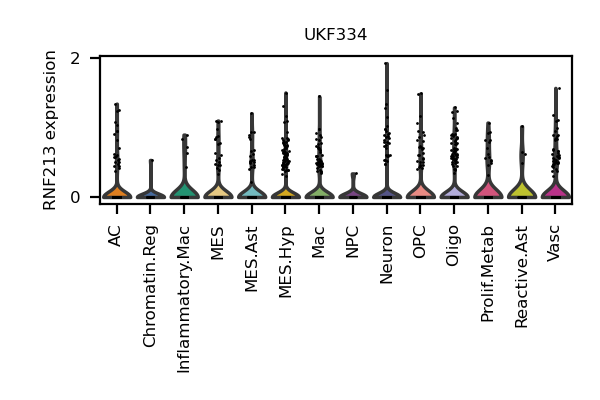 UKF334
RNF213 expression
2
0
AC
Chromatin.Reg
Inflammatory.Mac
MES
MES.Ast
MES.Hyp
Mac
NPC
Neuron
OPC
Oligo
Prolif.Metab
Reactive.Ast
Vasc